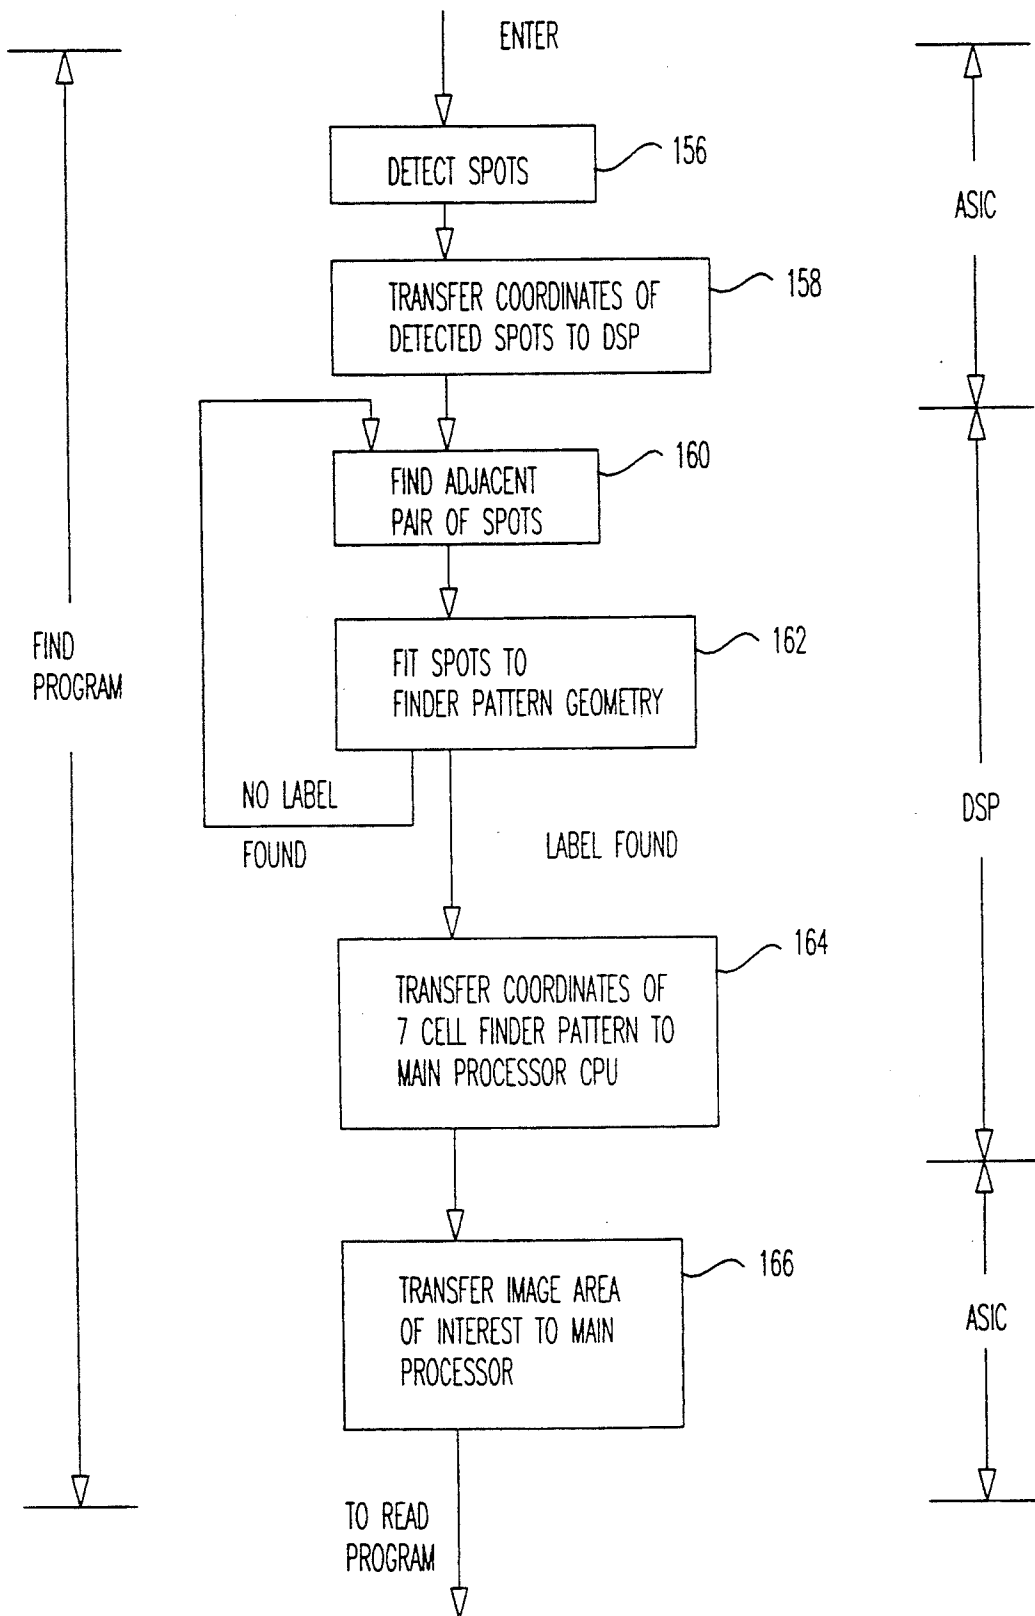 ENTER
DETECT SPOTS
156
ASIC
TRANSFER COORDINATES OF
DETECTED SPOTS TO DSP
158
FIND ADJACENT
PAIR OF SPOTS
160
FIND
PROGRAM
FIT SPOTS TO
FINDER PATTERN GEOMETRY
162
NO LABEL
FOUND
LABEL FOUND
DSP
TRANSFER COORDINATES OF
7 CELL FINDER PATTERN TO
MAIN PROCESSOR CPU
164
TRANSFER IMAGE AREA
OF INTEREST TO MAIN
PROCESSOR
166
ASIC
TO READ
PROGRAM